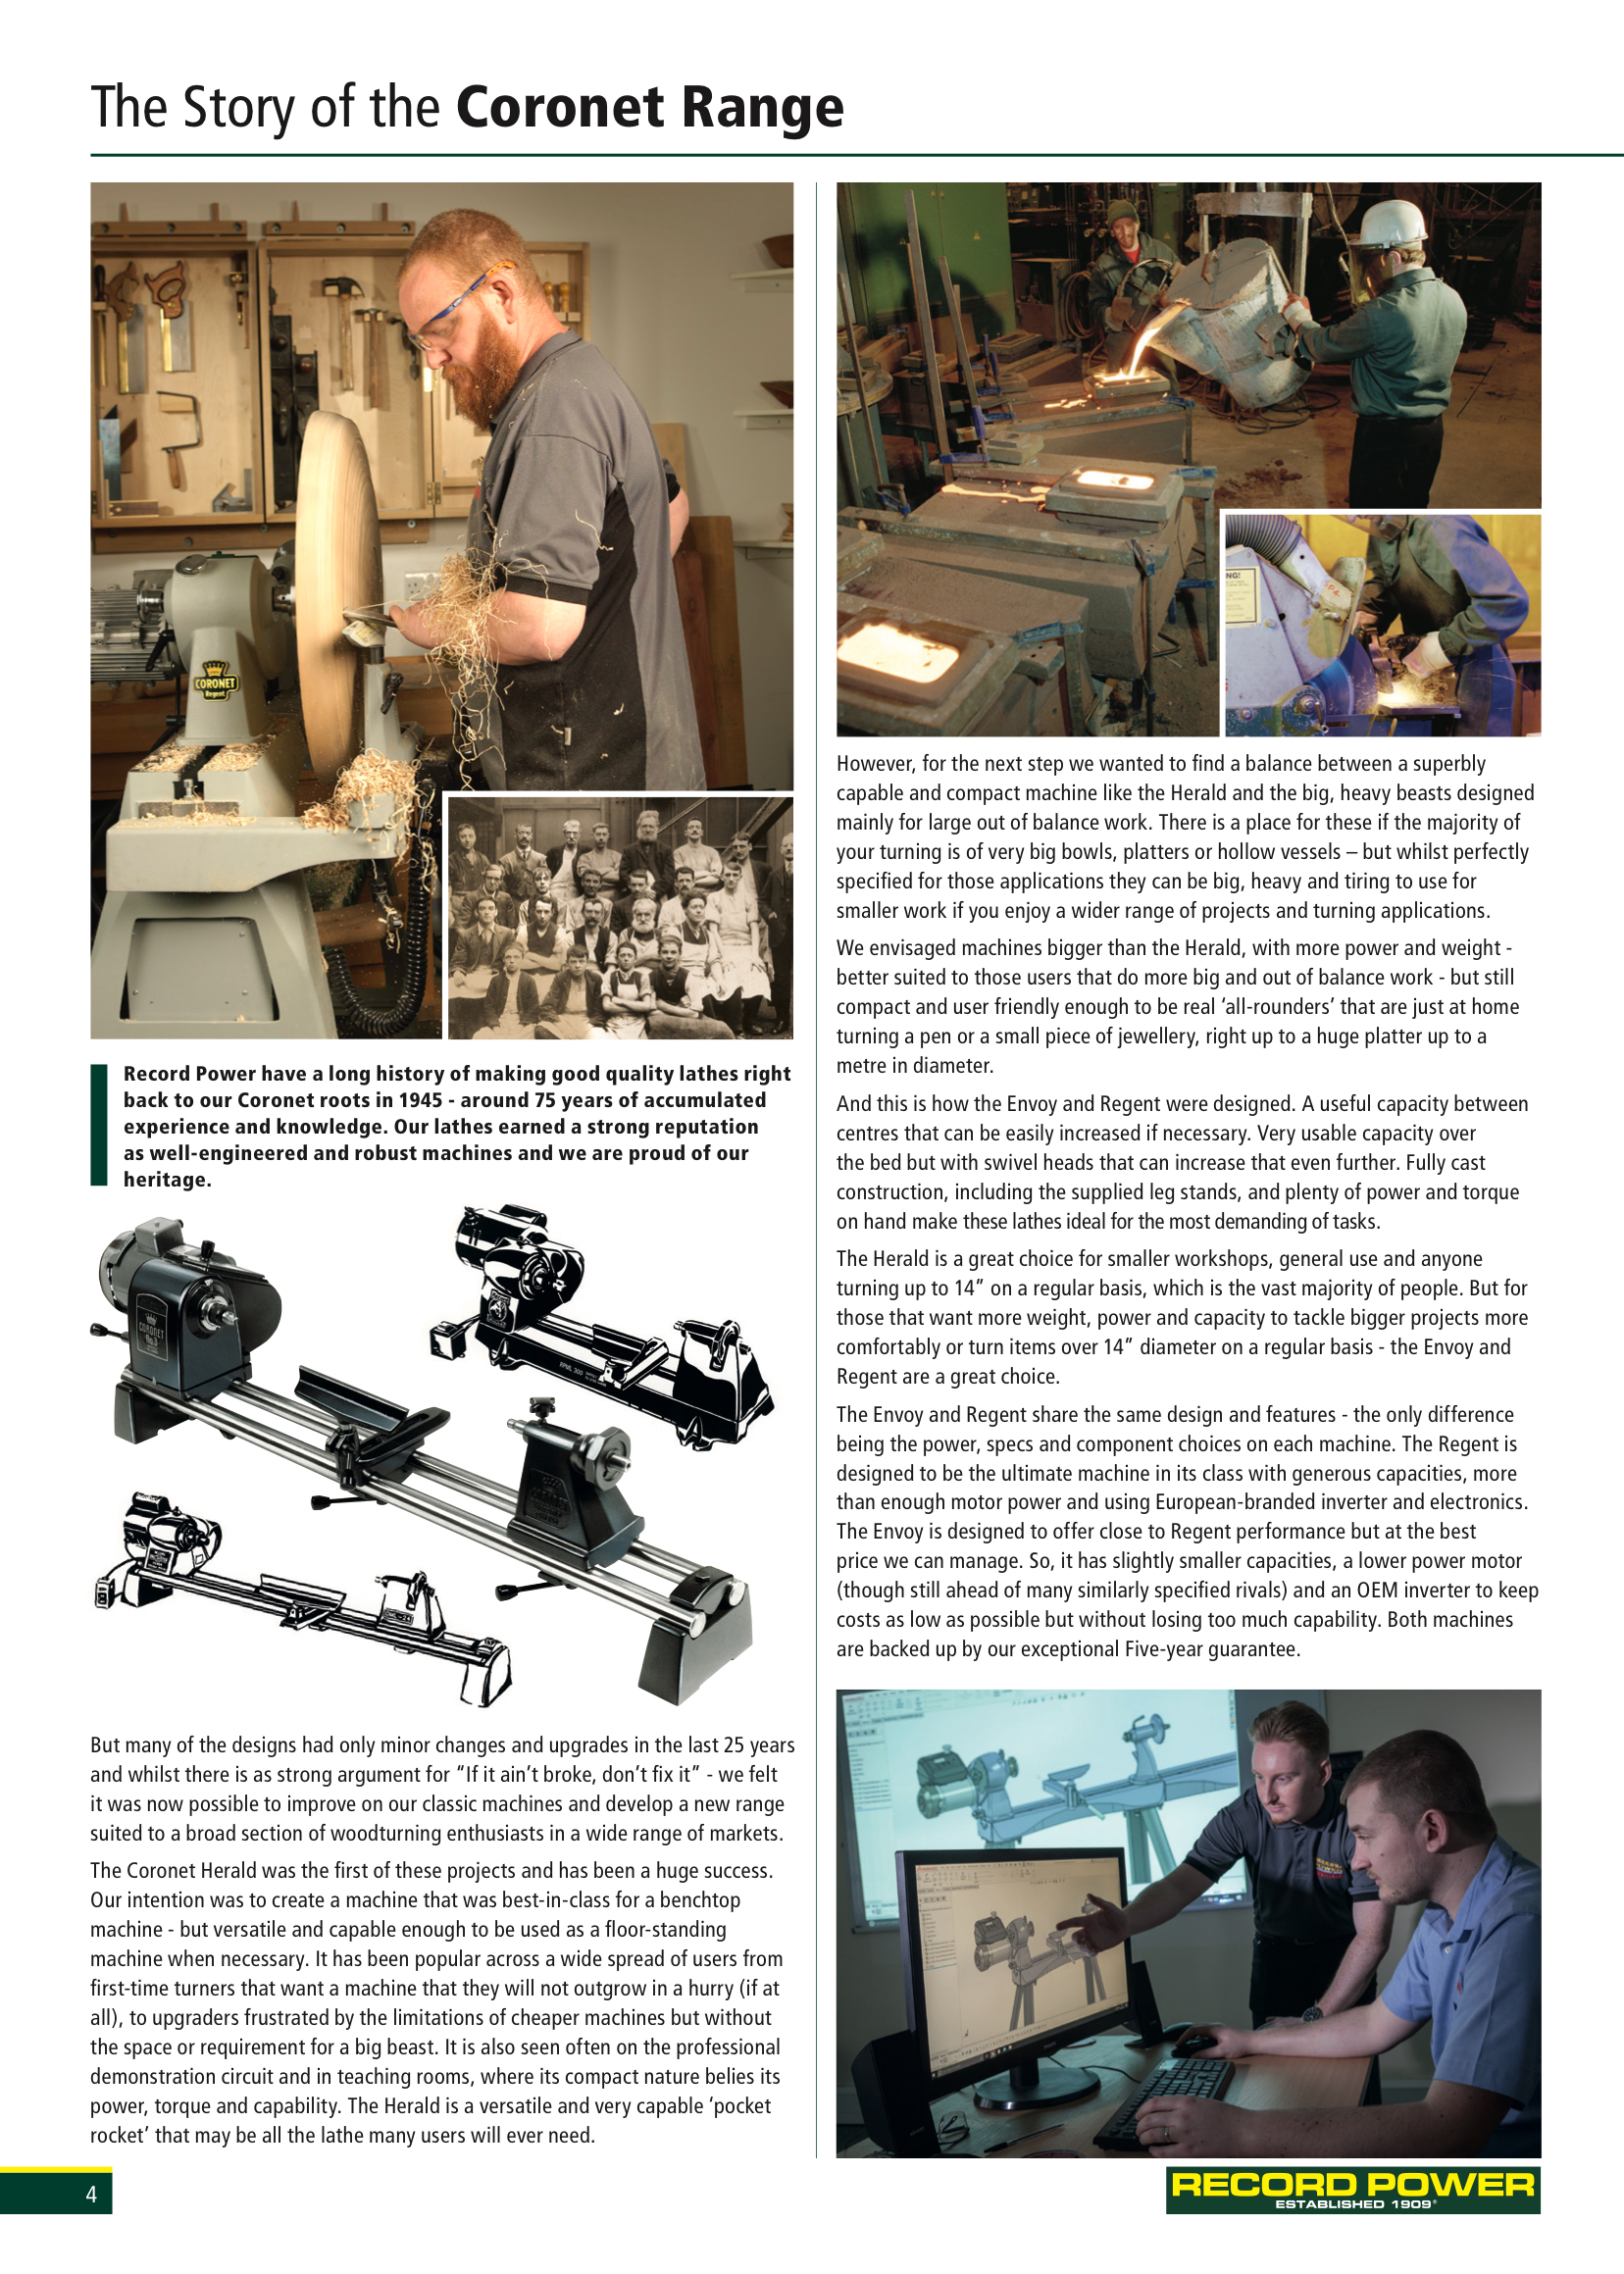 The Story of the Coronet Range
CORONET
Regent
Record Power have a long history of making good quality lathes right
back to our Coronet roots in 1945 - around 75 years of accumulated
experience and knowledge. Our lathes earned a strong reputation
as well-engineered and robust machines and we are proud of our
heritage.
CORONET
No.3
RPML 300
But many of the designs had only minor changes and upgrades in the last 25 years
and whilst there is as strong argument for “If it ain’t broke, don’t fix it” - we felt
it was now possible to improve on our classic machines and develop a new range
suited to a broad section of woodturning enthusiasts in a wide range of markets.
The Coronet Herald was the first of these projects and has been a huge success.
Our intention was to create a machine that was best-in-class for a benchtop
machine - but versatile and capable enough to be used as a floor-standing
machine when necessary. It has been popular across a wide spread of users from
first-time turners that want a machine that they will not outgrow in a hurry (if at
all), to upgraders frustrated by the limitations of cheaper machines but without
the space or requirement for a big beast. It is also seen often on the professional
demonstration circuit and in teaching rooms, where its compact nature belies its
power, torque and capability. The Herald is a versatile and very capable ‘pocket
rocket’ that may be all the lathe many users will ever need.
NG!
However, for the next step we wanted to find a balance between a superbly
capable and compact machine like the Herald and the big, heavy beasts designed
mainly for large out of balance work. There is a place for these if the majority of
your turning is of very big bowls, platters or hollow vessels – but whilst perfectly
specified for those applications they can be big, heavy and tiring to use for
smaller work if you enjoy a wider range of projects and turning applications.
We envisaged machines bigger than the Herald, with more power and weight -
better suited to those users that do more big and out of balance work - but still
compact and user friendly enough to be real ‘all-rounders’ that are just at home
turning a pen or a small piece of jewellery, right up to a huge platter up to a
metre in diameter.
And this is how the Envoy and Regent were designed. A useful capacity between
centres that can be easily increased if necessary. Very usable capacity over
the bed but with swivel heads that can increase that even further. Fully cast
construction, including the supplied leg stands, and plenty of power and torque
on hand make these lathes ideal for the most demanding of tasks.
The Herald is a great choice for smaller workshops, general use and anyone
turning up to 14” on a regular basis, which is the vast majority of people. But for
those that want more weight, power and capacity to tackle bigger projects more
comfortably or turn items over 14” diameter on a regular basis - the Envoy and
Regent are a great choice.
The Envoy and Regent share the same design and features - the only difference
being the power, specs and component choices on each machine. The Regent is
designed to be the ultimate machine in its class with generous capacities, more
than enough motor power and using European-branded inverter and electronics.
The Envoy is designed to offer close to Regent performance but at the best
price we can manage. So, it has slightly smaller capacities, a lower power motor
(though still ahead of many similarly specified rivals) and an OEM inverter to keep
costs as low as possible but without losing too much capability. Both machines
are backed up by our exceptional Five-year guarantee.
4
RECORD POWER
ESTABLISHED 1909®